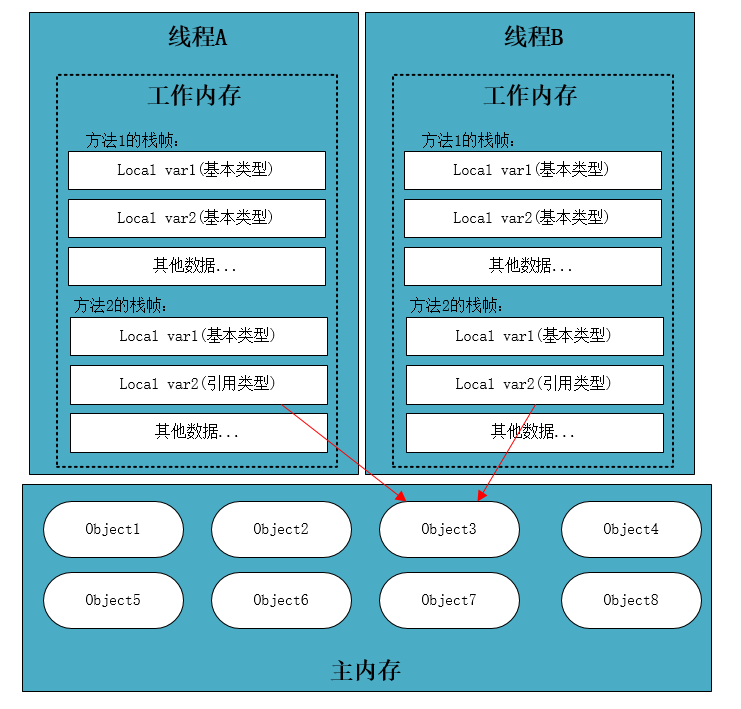 线程A
工作内存
方法1的栈帧：
Local var1(基本类型)
Local var2(基本类型)
其他数据...
方法2的栈帧：
Local var1(基本类型)
Local var2(引用类型)
其他数据...
线程B
工作内存
方法1的栈帧：
Local var1(基本类型)
Local var2(基本类型)
其他数据...
方法2的栈帧：
Local var1(基本类型)
Local var2(引用类型)
其他数据...
Object1
Object2
Object3
Object4
Object5
Object6
Object7
Object8
主内存